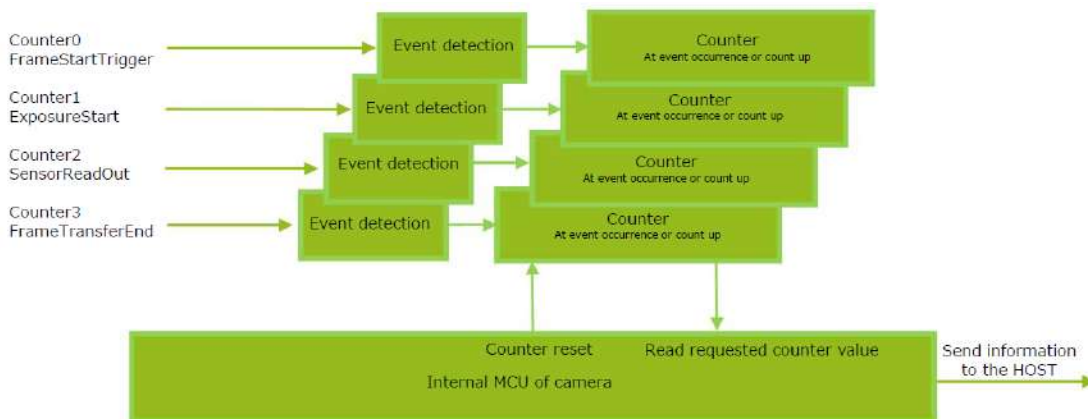 Counter0
FrameStartTrigger
Event detection
Counter
At event occurrence or count up
Counter1
ExposureStart
Event detection
Counter
At event occurrence or count up
Counter2
SensorReadOut
Event detection
Counter
At event occurrence or count up
Counter3
FrameTransferEnd
Event detection
Counter
At event occurrence or count up
Counter reset
Read requested counter value
Internal MCU of camera
Send information
to the HOST